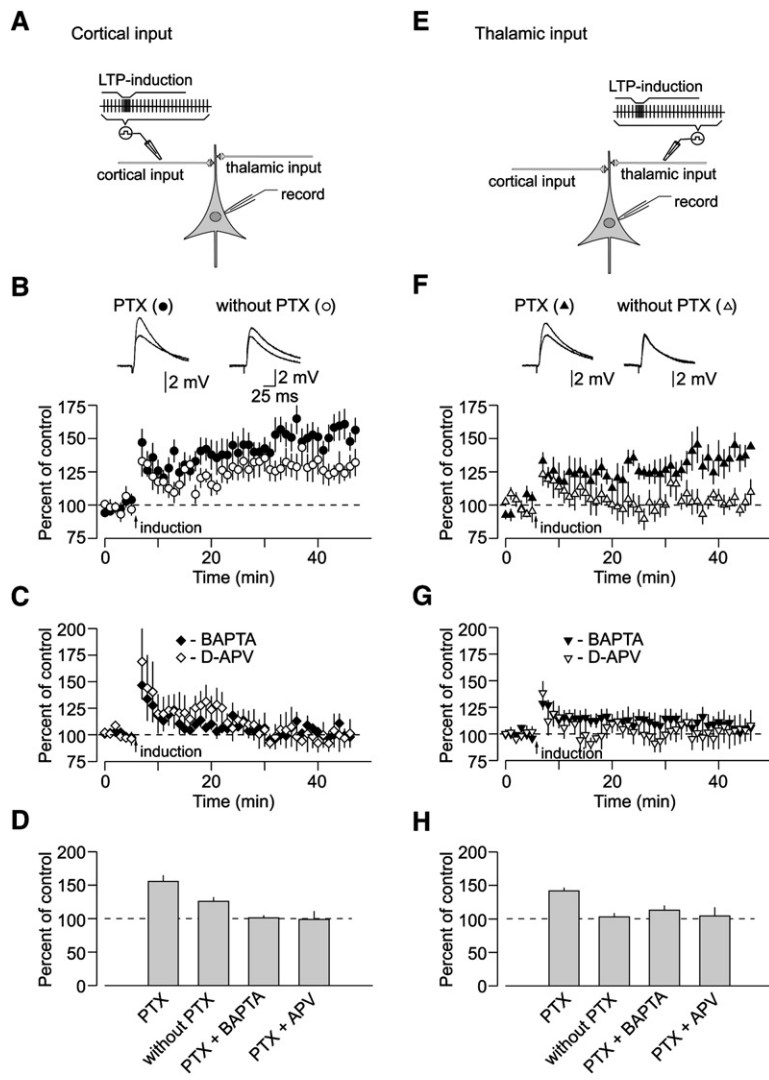 A Cortical input
LTP-induction
cortical input
thalamic input
record
B PTX (●) without PTX (○)
2 mV
2 mV
25 ms
Percent of control
175
150
125
100
75
induction
0 20 40
Time (min)
C
Percent of control
200
175
150
125
100
75
◆ - BAPTA
◇ - D-APV
induction
0 20 40
Time (min)
D
Percent of control
200
150
100
50
0
PTX
without PTX
PTX + BAPTA
PTX + APV
E Thalamic input
LTP-induction
cortical input
thalamic input
record
F PTX (▲) without PTX (△)
2 mV
2 mV
Percent of control
175
150
125
100
75
induction
0 20 40
Time (min)
G
Percent of control
200
175
150
125
100
75
▼ - BAPTA
▽ - D-APV
induction
0 20 40
Time (min)
H
Percent of control
200
150
100
50
0
PTX
without PTX
PTX + BAPTA
PTX + APV